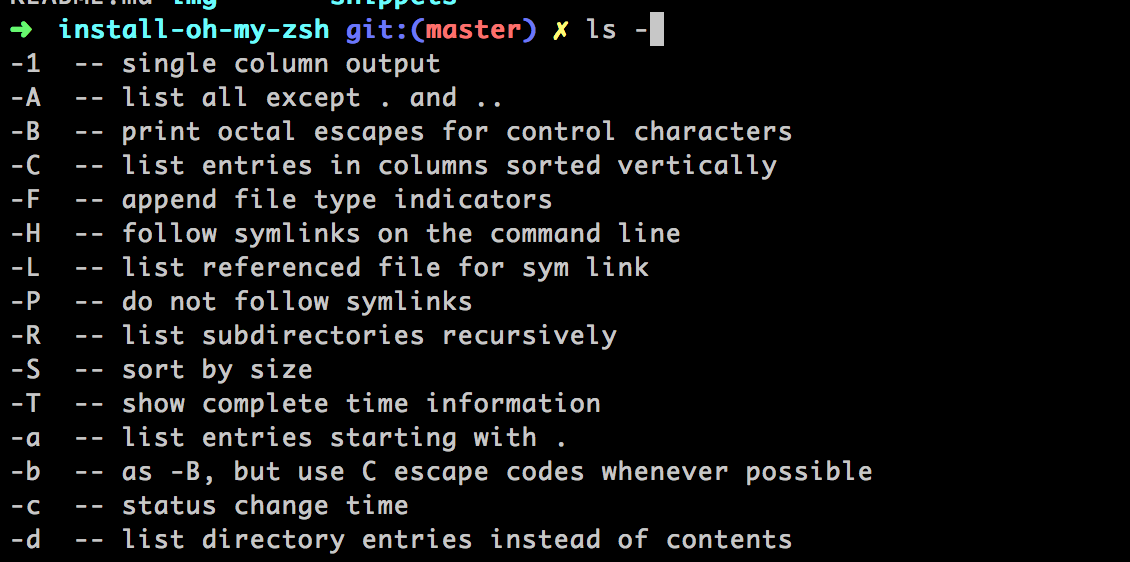 README.md img snippets
➜ install-oh-my-zsh git:(master) ✗ ls -
-1 -- single column output
-A -- list all except . and ..
-B -- print octal escapes for control characters
-C -- list entries in columns sorted vertically
-F -- append file type indicators
-H -- follow symlinks on the command line
-L -- list referenced file for sym link
-P -- do not follow symlinks
-R -- list subdirectories recursively
-S -- sort by size
-T -- show complete time information
-a -- list entries starting with .
-b -- as -B, but use C escape codes whenever possible
-c -- status change time
-d -- list directory entries instead of contents